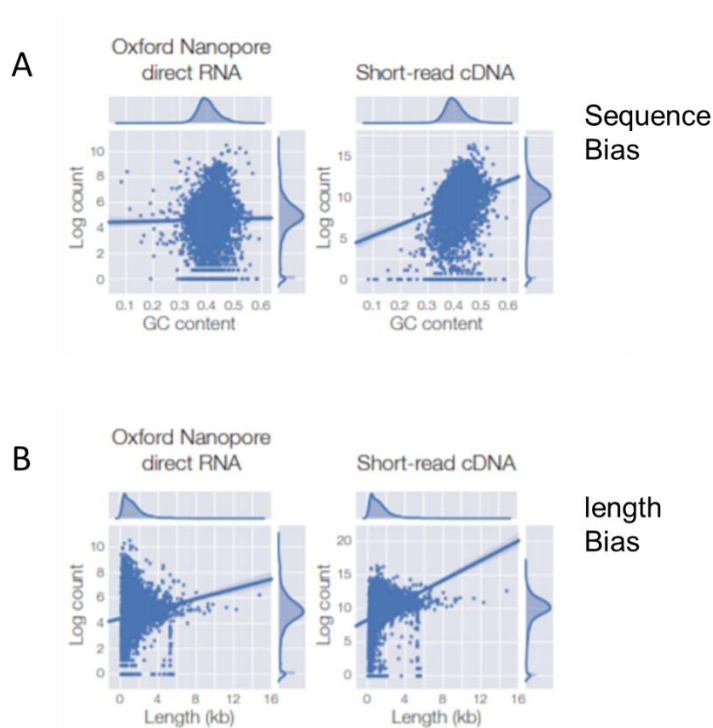 A
Oxford Nanopore
direct RNA
Short-read cDNA
Sequence
Bias
Log count
10
8
6
4
2
0
0.1 0.2 0.3 0.4 0.5 0.6
GC content
Log count
15
10
5
0
0.1 0.2 0.3 0.4 0.5 0.6
GC content
B
Oxford Nanopore
direct RNA
Short-read cDNA
length
Bias
Log count
10
8
6
4
2
0
0 4 8 12 16
Length (kb)
Log count
20
15
10
5
0
0 4 8 12 16
Length (kb)